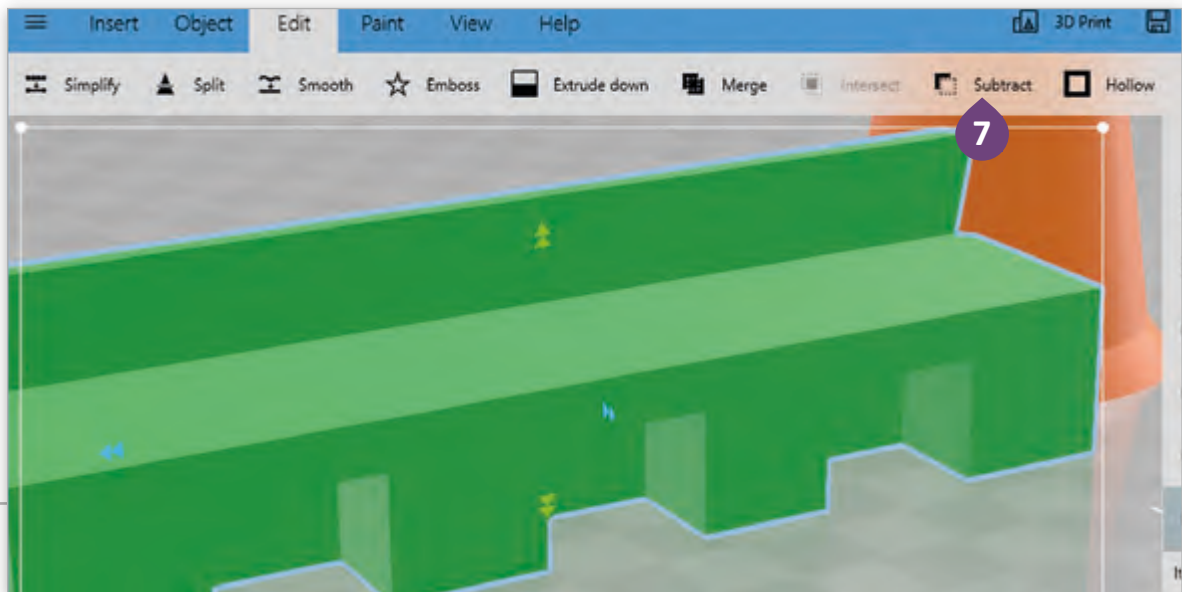 Insert Object Edit Paint View Help 3D Print
Simplify Split Smooth Emboss Extrude down Merge Intersect Subtract Hollow
7